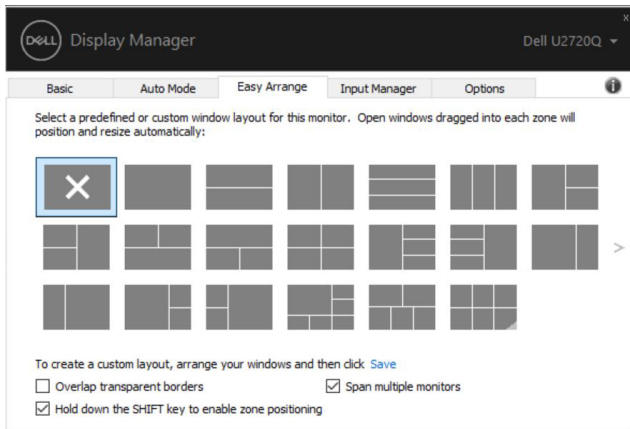 x
DELL Display Manager Dell U2720Q
Basic Auto Mode Easy Arrange Input Manager Options i
Select a predefined or custom window layout for this monitor. Open windows dragged into each zone will
position and resize automatically:
>
To create a custom layout, arrange your windows and then click Save
Overlap transparent borders Span multiple monitors
Hold down the SHIFT key to enable zone positioning